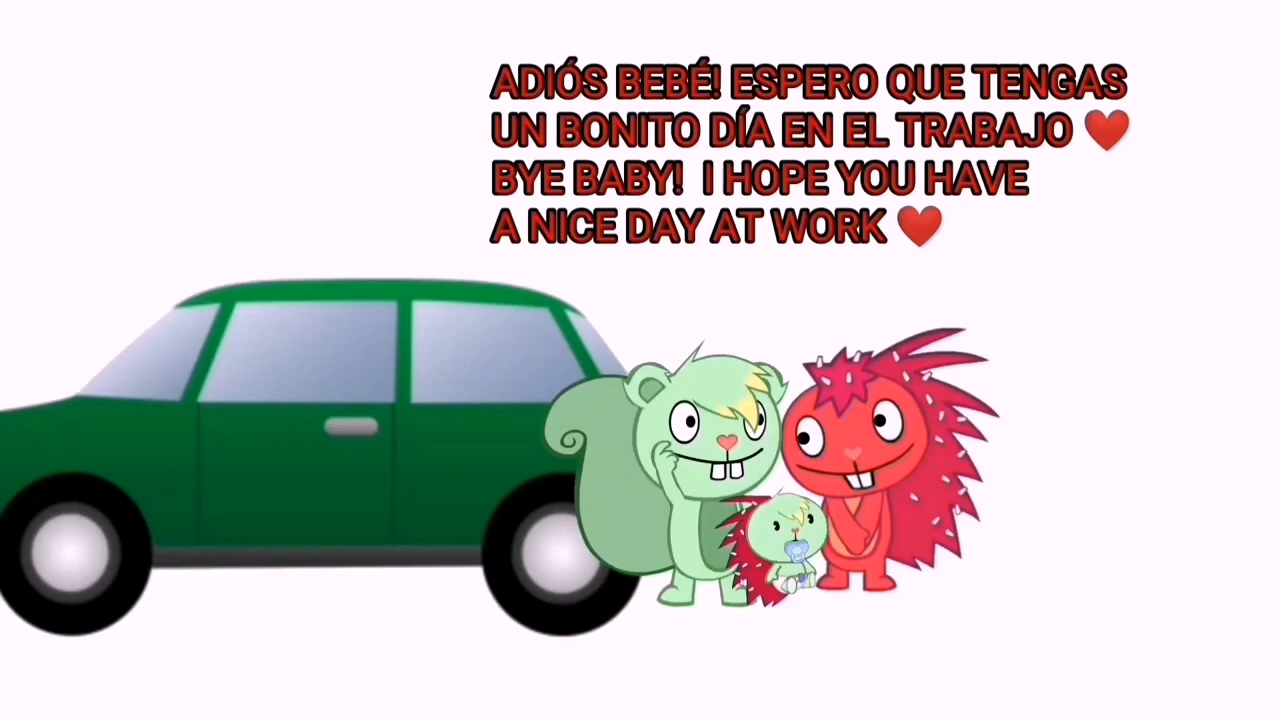 ADIÓS BEBÉ! ESPERO QUE TENGAS
UN BONITO DÍA EN EL TRABAJO ❤️
BYE BABY!  I HOPE YOU HAVE
A NICE DAY AT WORK ❤️